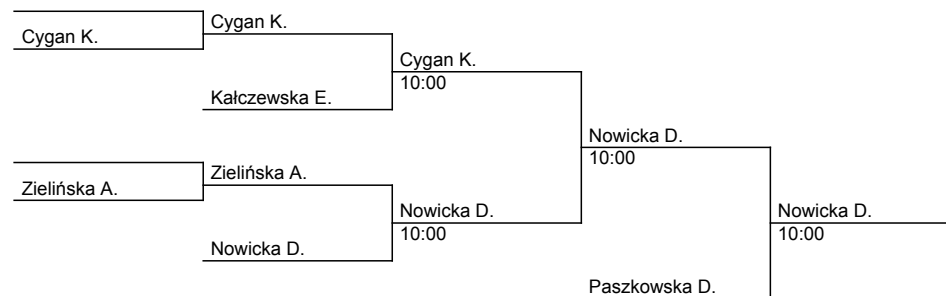 Cygan K.
Cygan K.
Cygan K.
10:00
Kałczewska E.
Nowicka D.
10:00
Zielińska A.
Zielińska A.
Nowicka D.
10:00
Nowicka D.
10:00
Nowicka D.
Paszkowska D.